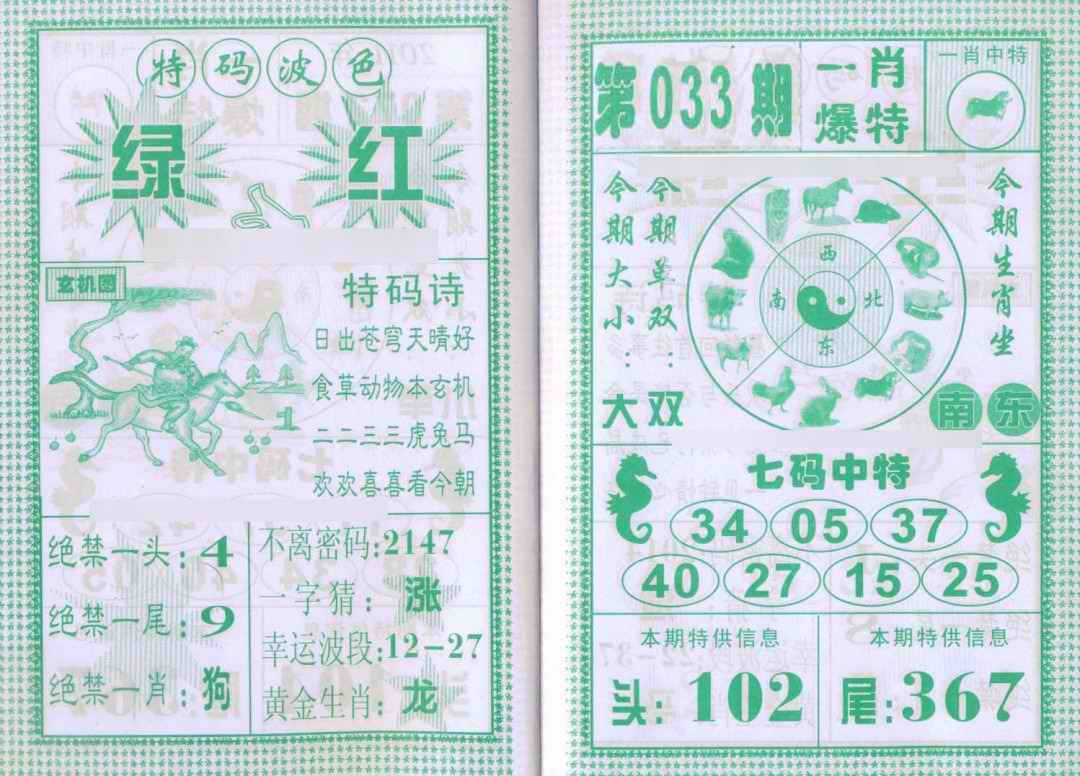 特码波色
绿 红
玄机图
特码诗
日出苍穹天晴好
食草动物本玄机
二二三三虎兔马
欢欢喜喜看今朝
1
绝禁一头:4
绝禁一尾:9
绝禁一肖:狗
不离密码:2147
一字猜:涨
幸运波段:12-27
黄金生肖:龙
第033期
一肖
爆特
一肖中特
今期大小:大
今期单双:双
西
南 北
东
今期生肖坐
南 东
七码中特
34 05 37
40 27 15 25
本期特供信息
头:102
本期特供信息
尾:367